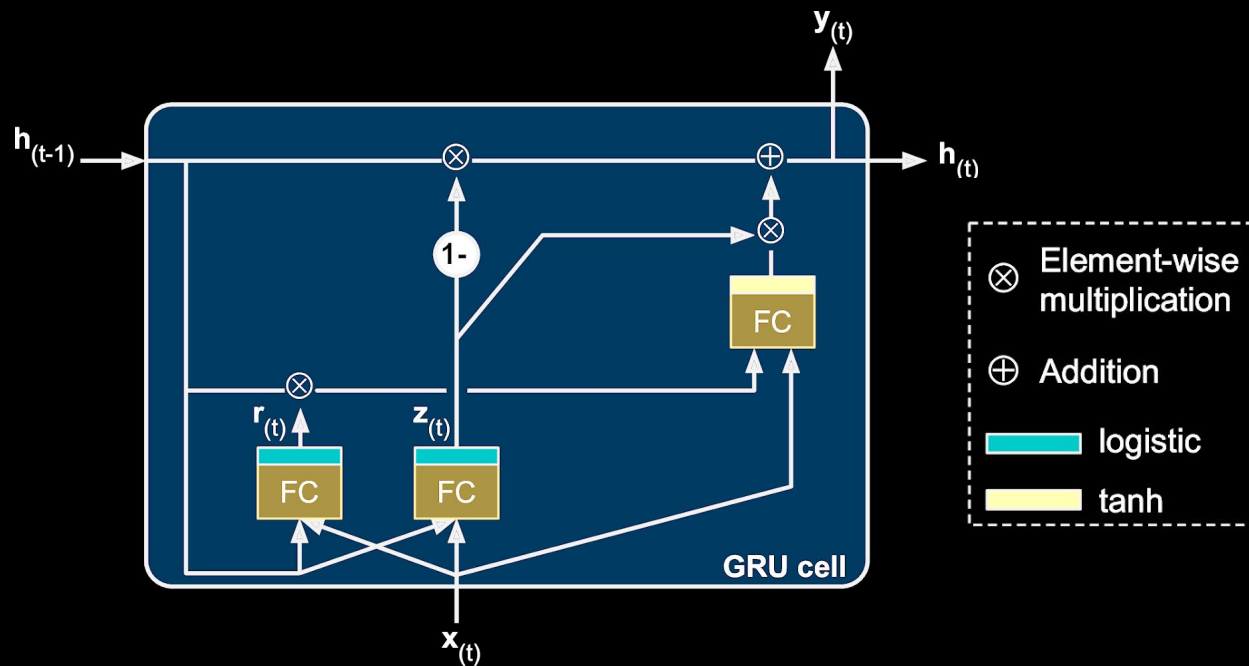 y(t)
h(t-1)
h(t)
1-
FC
r(t)
z(t)
FC
FC
GRU cell
x(t)
Element-wise
multiplication
Addition
logistic
tanh